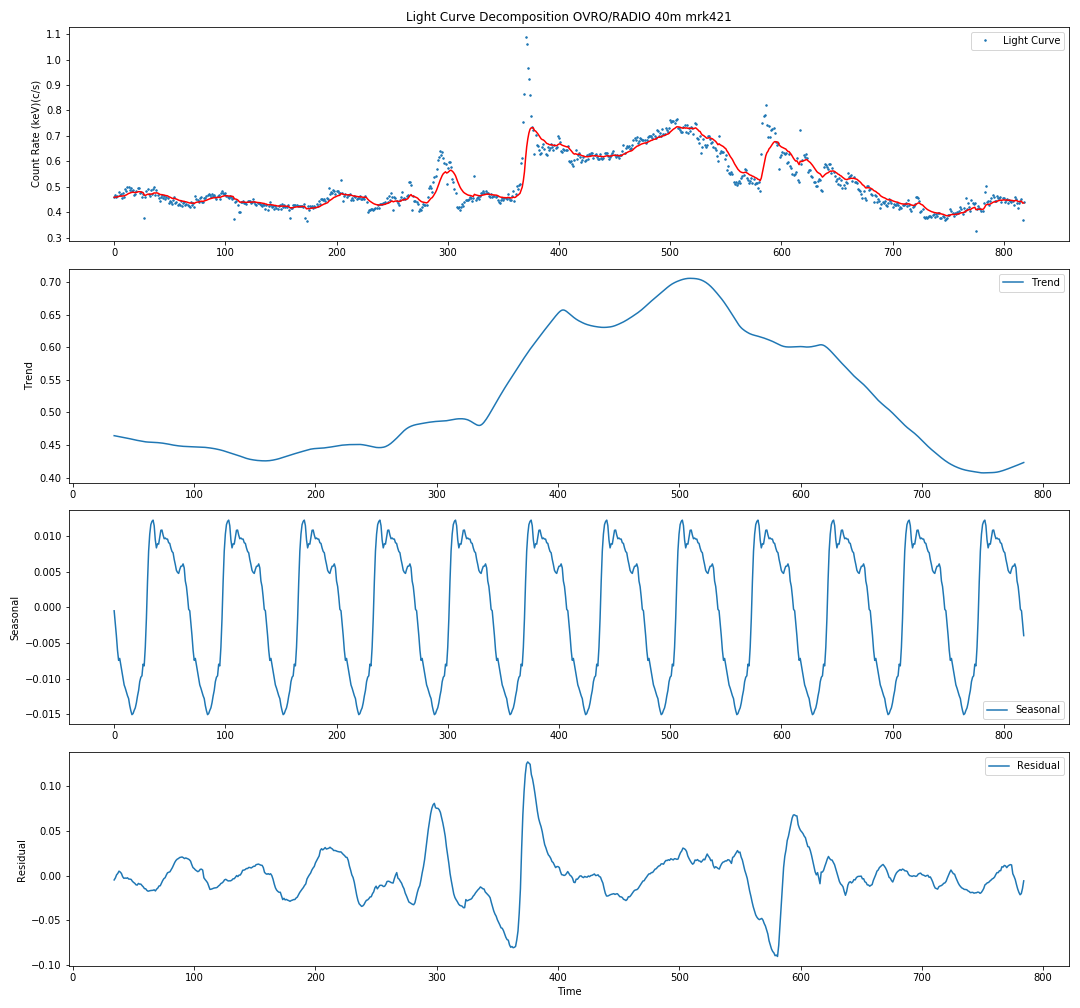 Light Curve Decomposition OVRO/RADIO 40m mrk421
Count Rate (keV)(c/s)
1.1
1.0
0.9
0.8
0.7
0.6
0.5
0.4
0.3
Light Curve
0 100 200 300 400 500 600 700 800
Trend
0.70
0.65
0.60
0.55
0.50
0.45
0.40
Trend
0 100 200 300 400 500 600 700 800
Seasonal
0.010
0.005
0.000
−0.005
−0.010
−0.015
Seasonal
0 100 200 300 400 500 600 700 800
Residual
0.10
0.05
0.00
−0.05
−0.10
Residual
0 100 200 300 400 500 600 700 800
Time